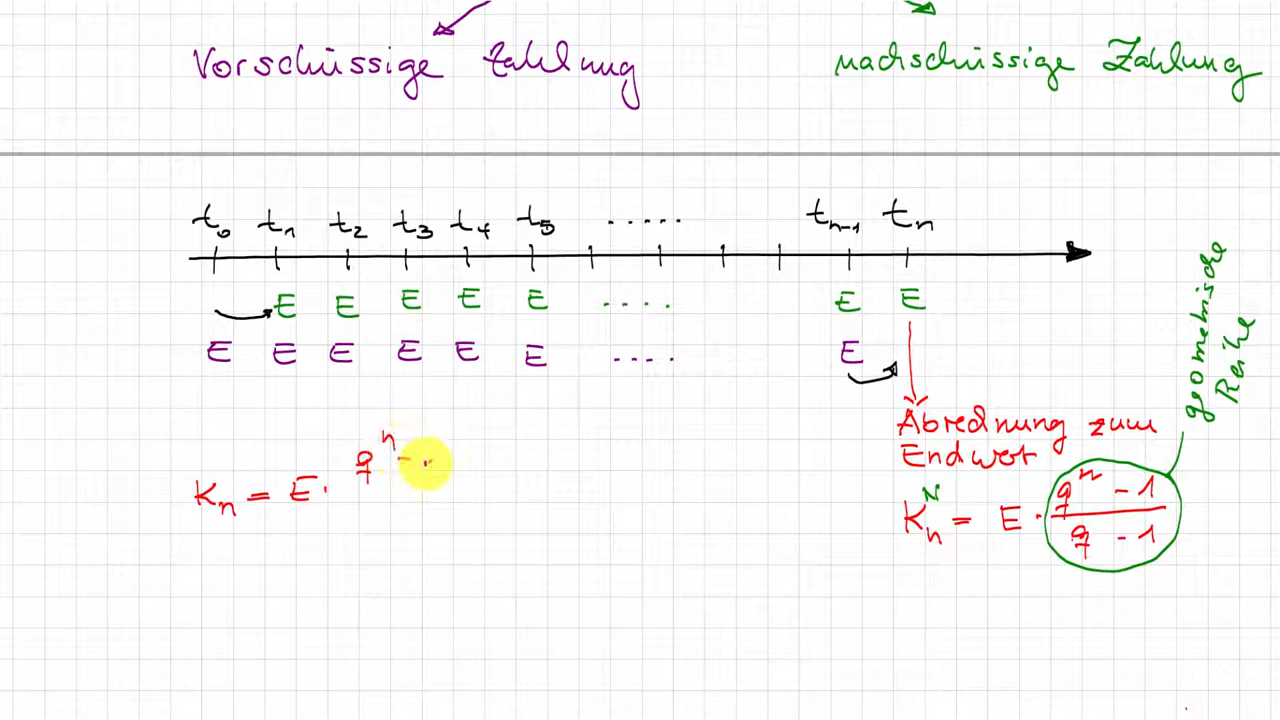 Vorschüssige Zahlung
nachschüssige Zahlung
t₀ t₁ t₂ t₃ t₄ t₅ ..... tₙ₋₁ tₙ
E E E E E .... E E
E E E E E E .... E
Abrechnung zum
Endwert
Kₙ = E · qⁿ -
Kₙᴺ = E · (qⁿ - 1)/(q - 1)
geometrische
Reihe